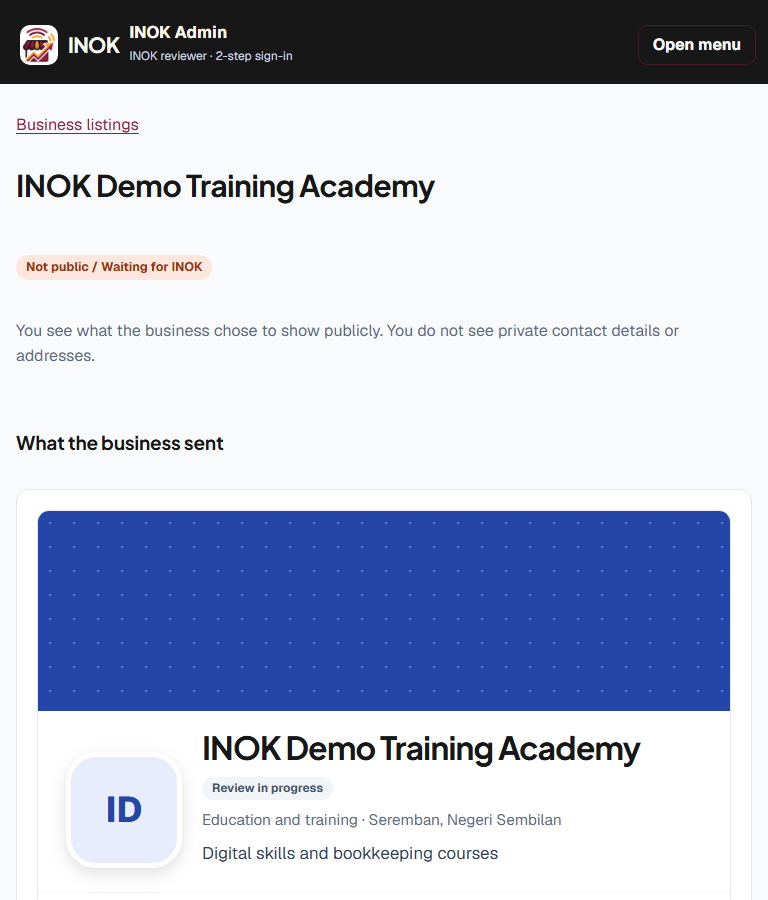 INOK
INOK Admin
INOK reviewer · 2-step sign-in
Open menu
Business listings
INOK Demo Training Academy
Not public / Waiting for INOK
You see what the business chose to show publicly. You do not see private contact details or
addresses.
What the business sent
INOK Demo Training Academy
Review in progress
ID
Education and training · Seremban, Negeri Sembilan
Digital skills and bookkeeping courses